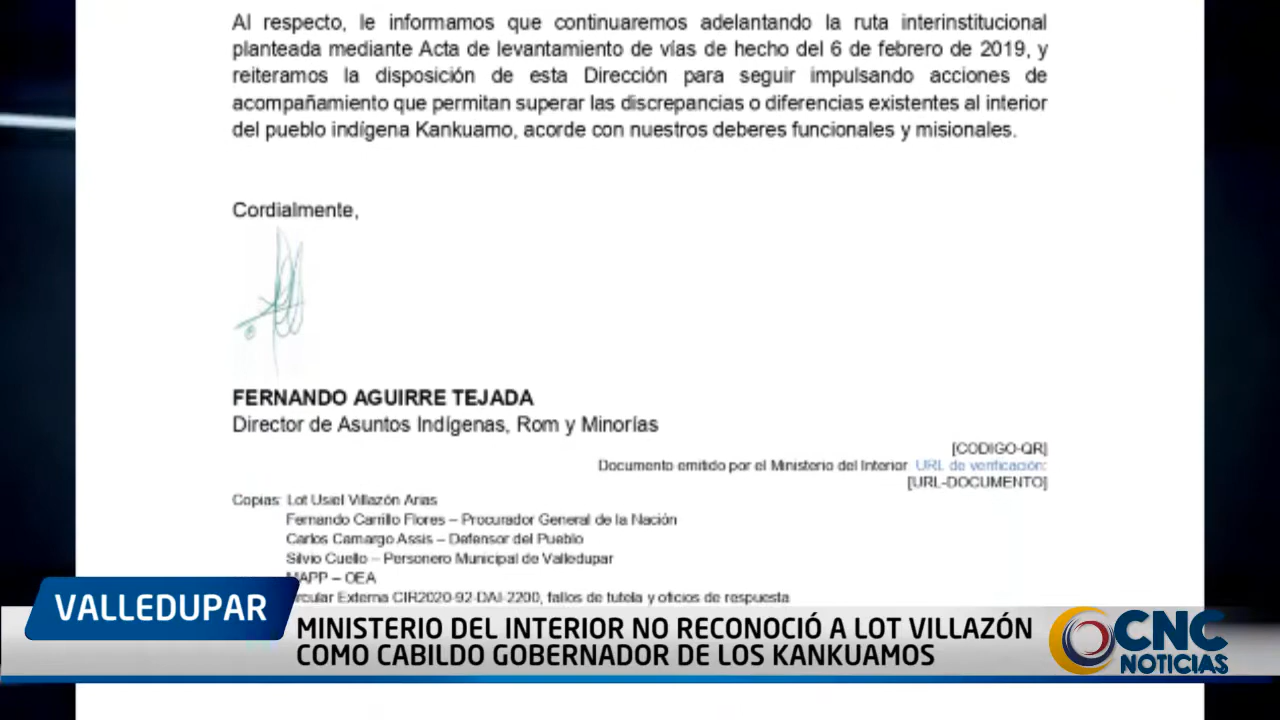 Al respecto, le informamos que continuaremos adelantando la ruta interinstitucional
planteada mediante Acta de levantamiento de vías de hecho del 6 de febrero de 2019, y
reiteramos la disposición de esta Dirección para seguir impulsando acciones de
acompañamiento que permitan superar las discrepancias o diferencias existentes al interior
del pueblo indígena Kankuamo, acorde con nuestros deberes funcionales y misionales.
Cordialmente,
FERNANDO AGUIRRE TEJADA
Director de Asuntos Indígenas, Rom y Minorías
[CODIGO-QR]
Documento emitido por el Ministerio del Interior URL de verificación:
[URL-DOCUMENTO]
Copias: Lot Usiel Villazón Arias
Fernando Carrillo Flores – Procurador General de la Nación
Carlos Camargo Assis – Defensor del Pueblo
Silvio Cuello – Personero Municipal de Valledupar
MAPP – OEA
CIR2020-92-DAI-2200, fallos de tutela y oficios de respuesta
VALLEDUPAR
MINISTERIO DEL INTERIOR NO RECONOCIÓ A LOT VILLAZÓN
COMO CABILDO GOBERNADOR DE LOS KANKUAMOS
CNC
NOTICIAS